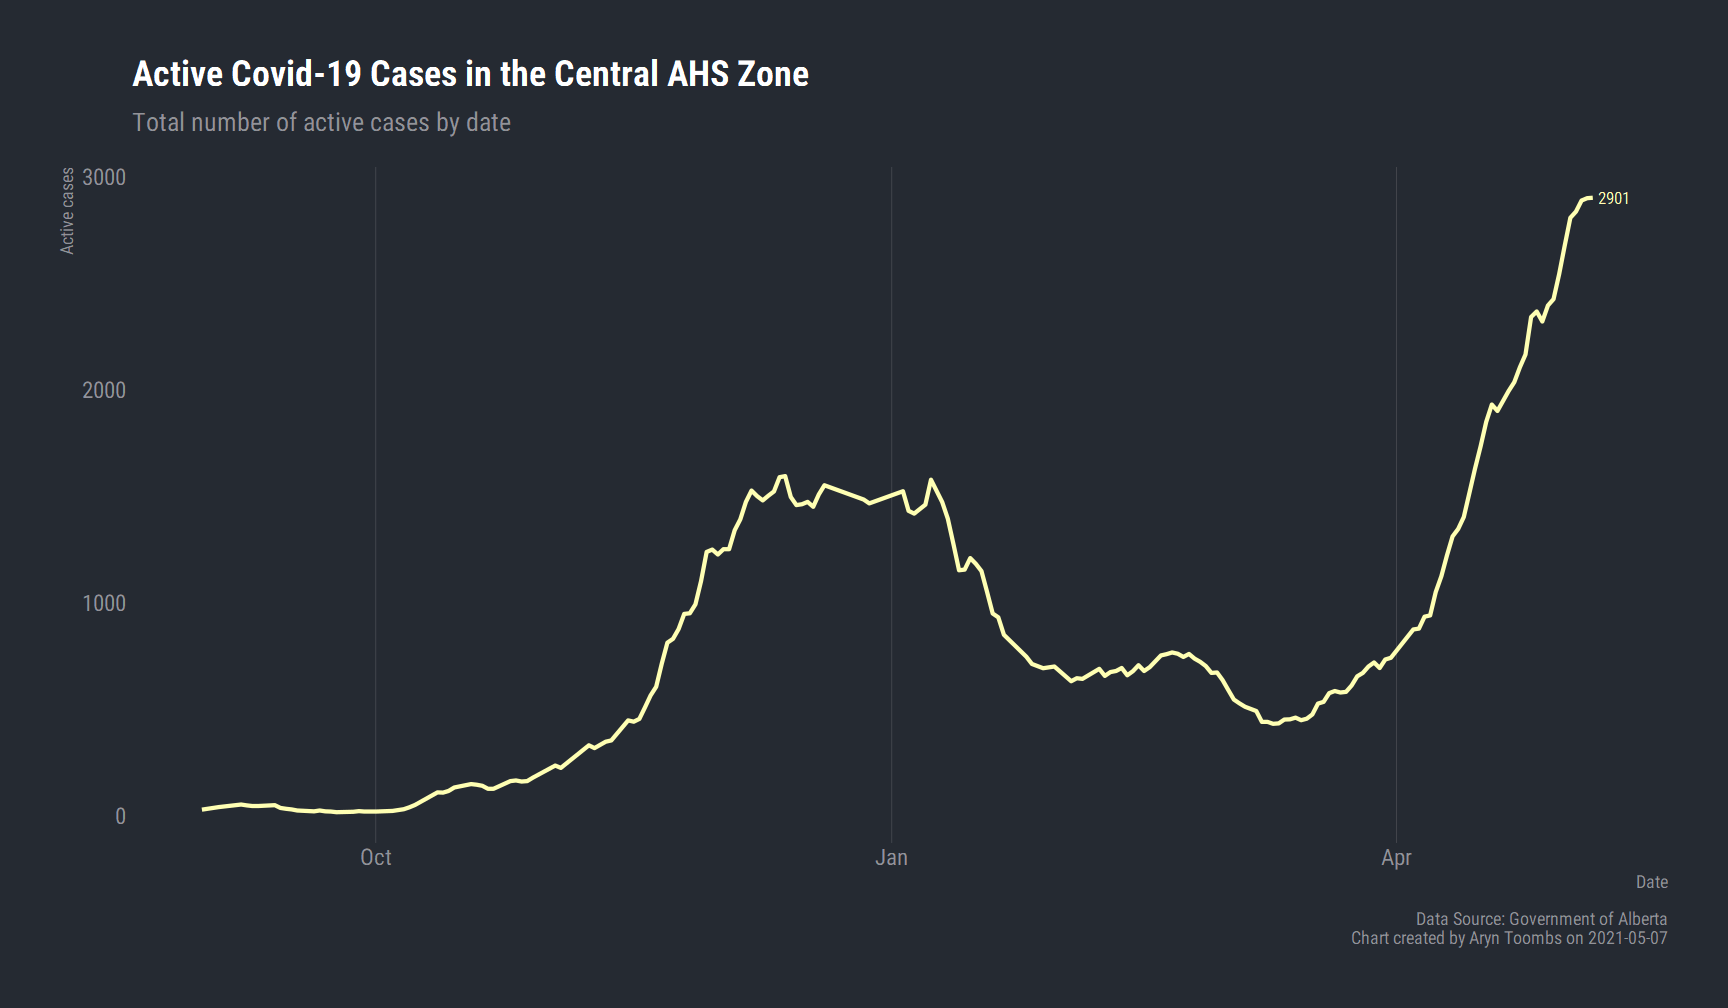 Active Covid-19 Cases in the Central AHS Zone
Total number of active cases by date
Active cases
3000
2000
1000
0
2901
Oct
Jan
Apr
Date
Data Source: Government of Alberta
Chart created by Aryn Toombs on 2021-05-07